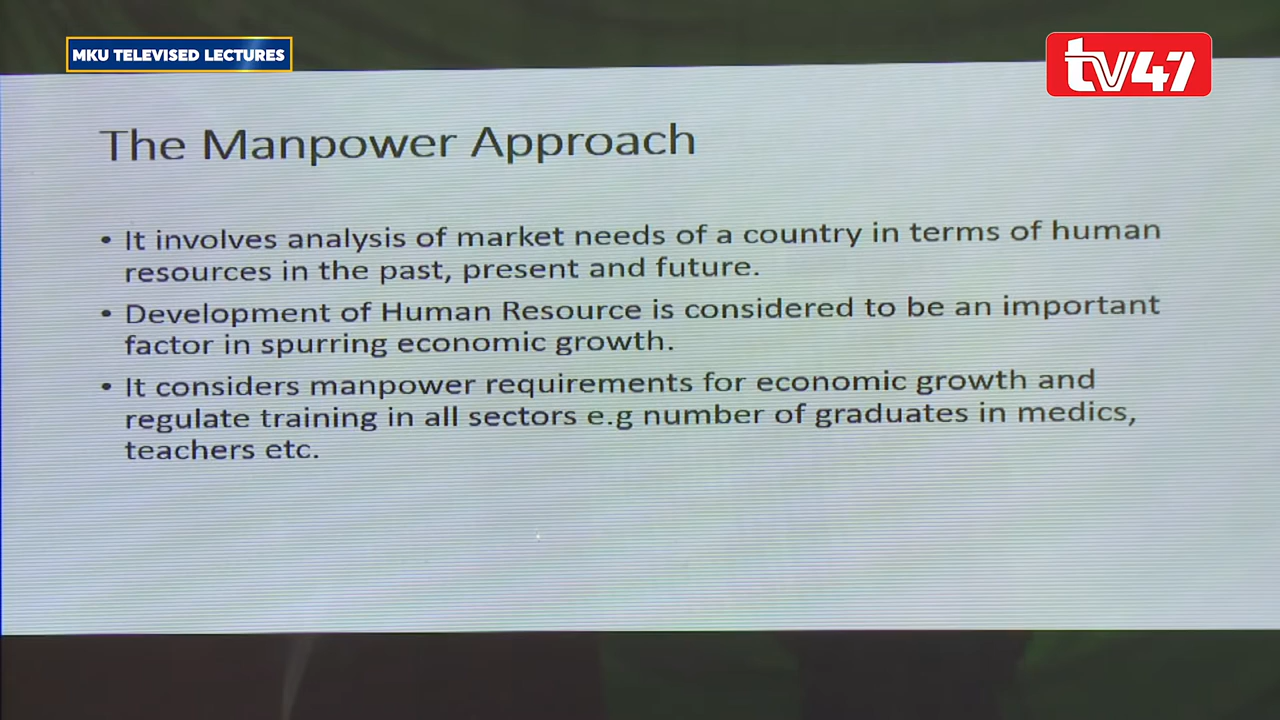 MKU TELEVISED LECTURES
tv47
The Manpower Approach
• It involves analysis of market needs of a country in terms of human
resources in the past, present and future.
• Development of Human Resource is considered to be an important
factor in spurring economic growth.
• It considers manpower requirements for economic growth and
regulate training in all sectors e.g number of graduates in medics,
teachers etc.